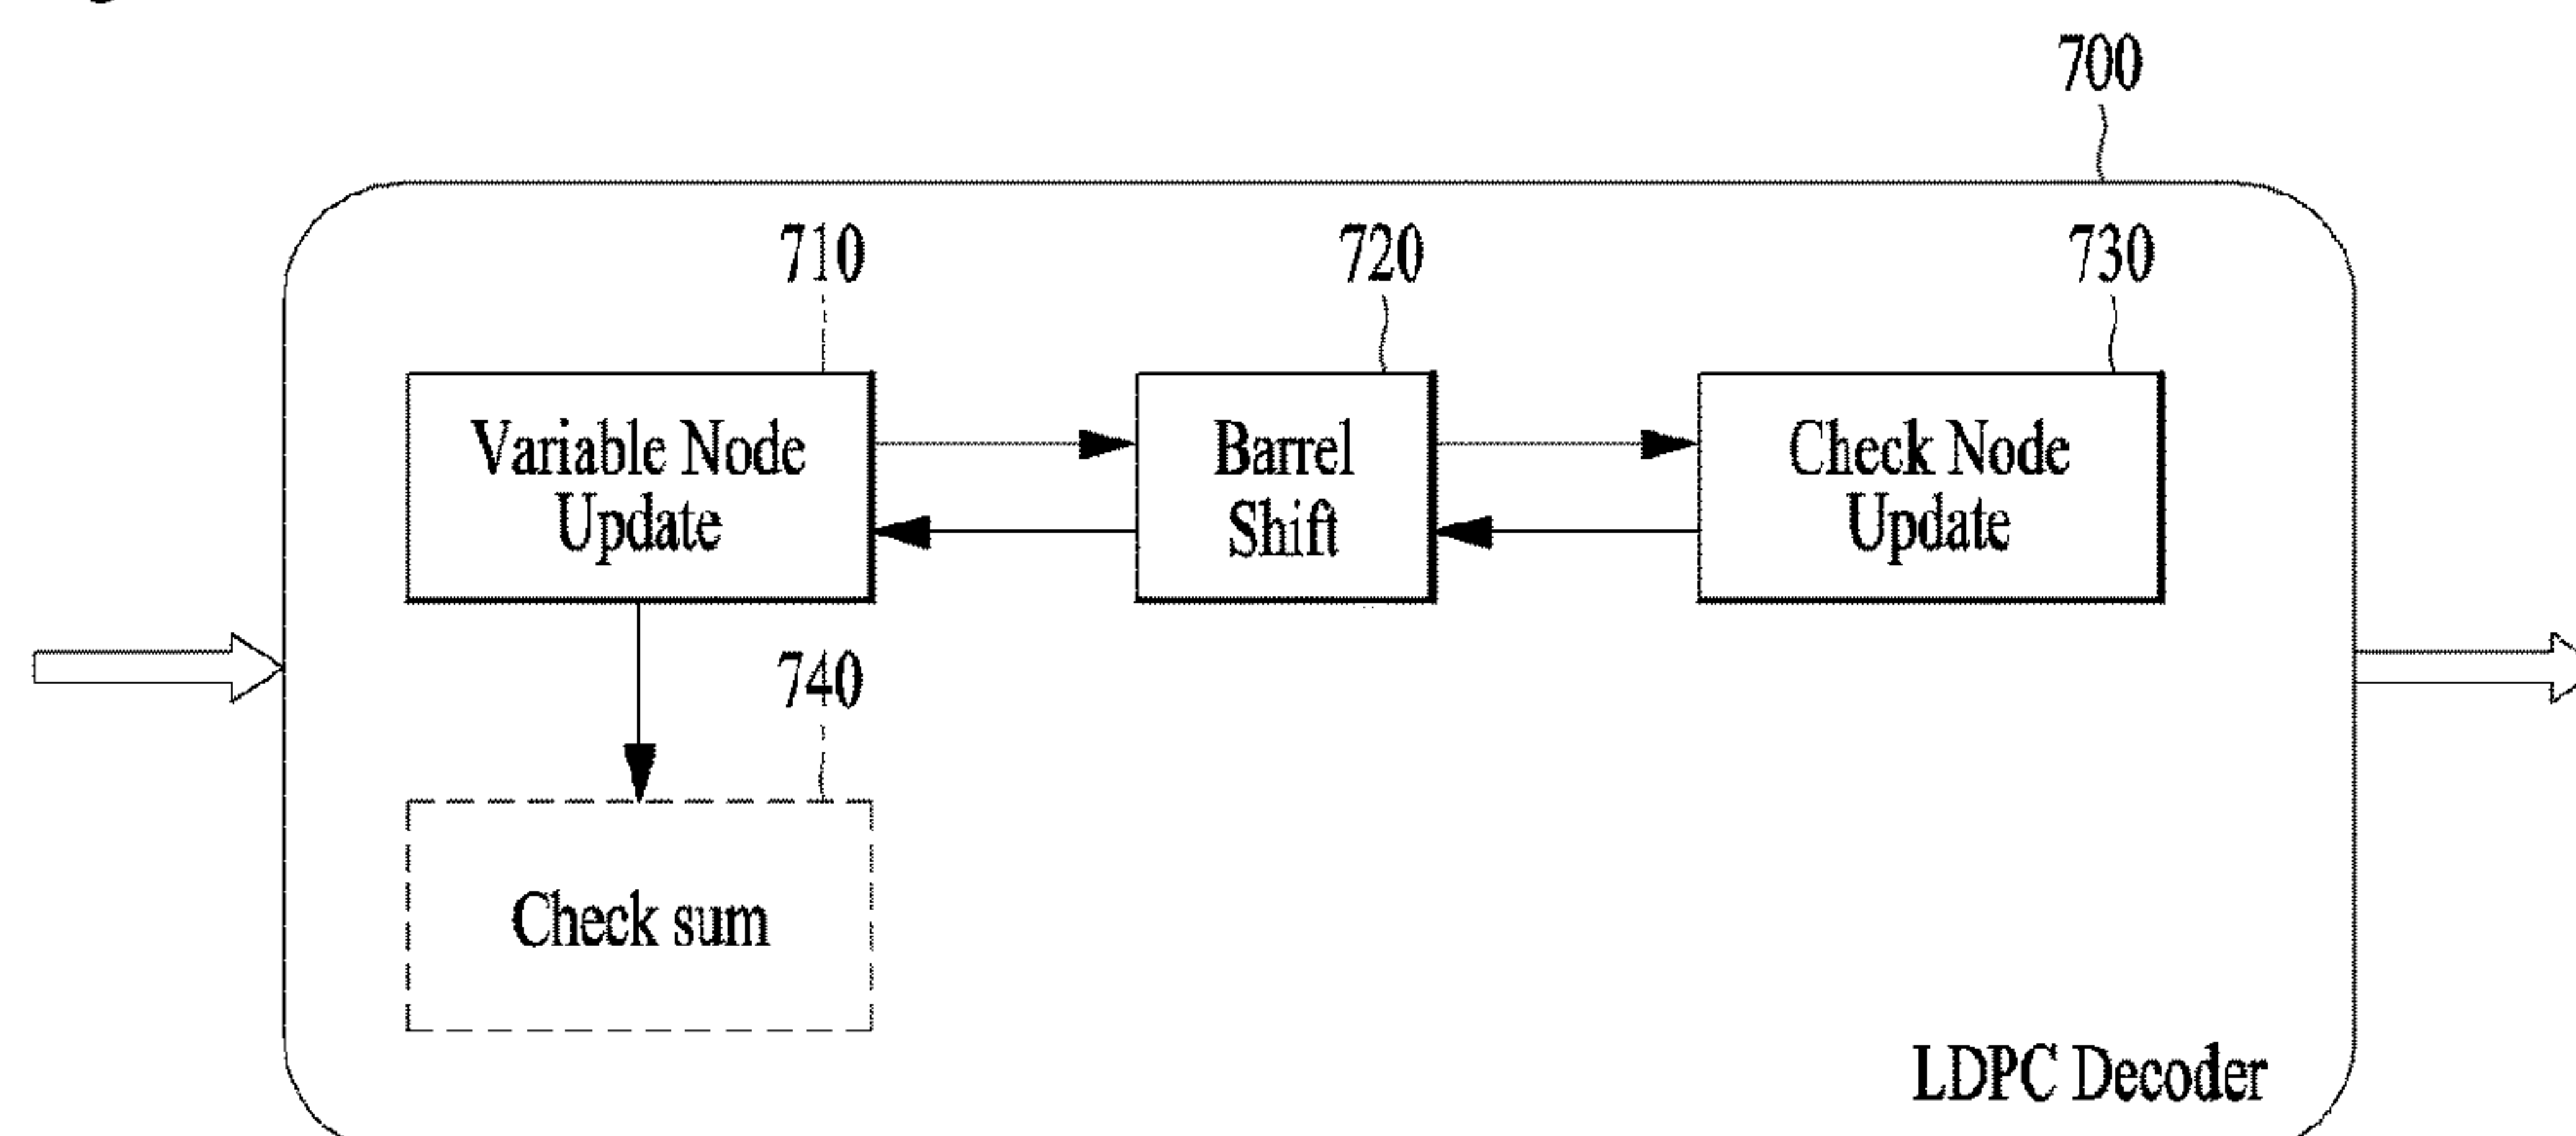 700
710
720
730
Variable Node
Update
Barrel
Shift
Check Node
Update
740
Check sum
LDPC Decoder